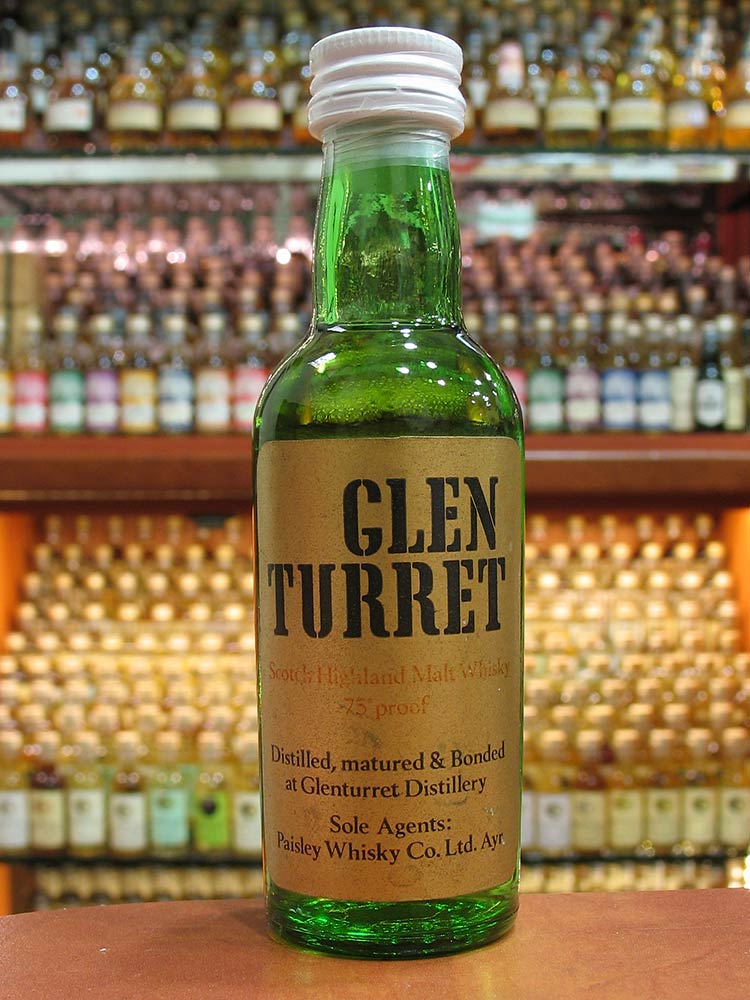 GLEN
TURRET
Scotch Highland Malt Whisky
75 proof
Distilled, matured & Bonded
at Glenturret Distillery
Sole Agents:
Paisley Whisky Co. Ltd. Ayr